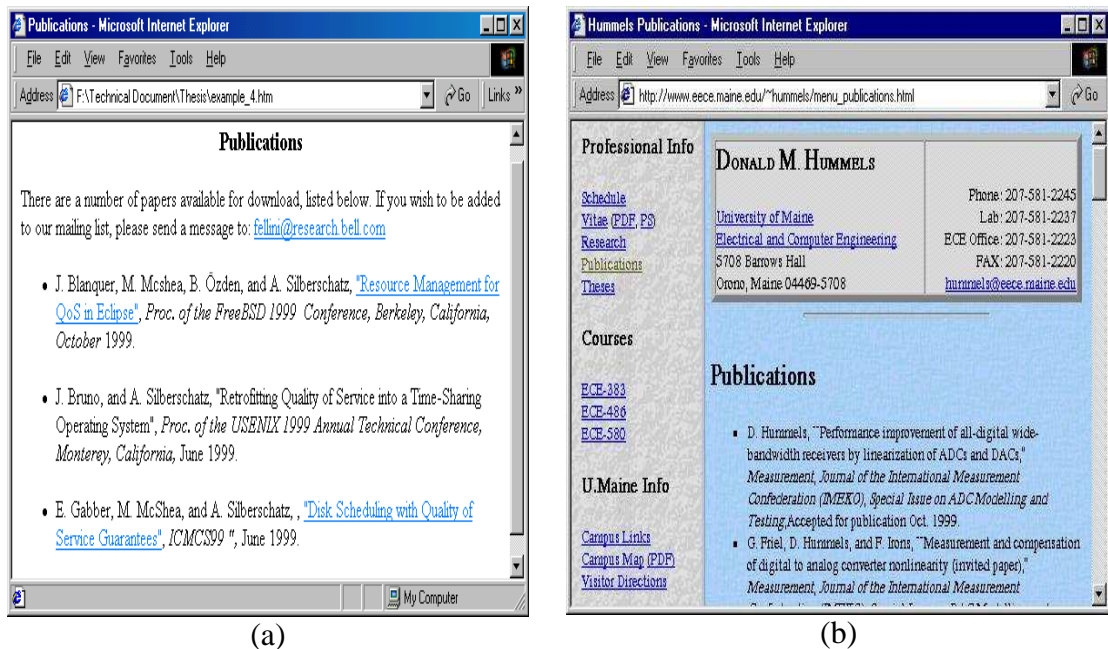 Publications - Microsoft Internet Explorer
File Edit View Favorites Tools Help
Address F:\Technical Document\Thesis\example_4.htm Go Links »
Publications
There are a number of papers available for download, listed below. If you wish to be added
to our mailing list, please send a message to: fellini@research.bell.com
• J. Blanquer, M. Mcshea, B. Özden, and A. Silberschatz, "Resource Management for
QoS in Eclipse", Proc. of the FreeBSD 1999 Conference, Berkeley, California,
October 1999.
• J. Bruno, and A. Silberschatz, "Retrofitting Quality of Service into a Time-Sharing
Operating System", Proc. of the USENIX 1999 Annual Technical Conference,
Monterey, California, June 1999.
• E. Gabber, M. McShea, and A. Silberschatz, , "Disk Scheduling with Quality of
Service Guarantees", ICMCS99 ", June 1999.
My Computer
(a)
Hummels Publications - Microsoft Internet Explorer
File Edit View Favorites Tools Help
Address http://www.eece.maine.edu/~hummels/menu_publications.html Go
Professional Info
Schedule
Vitae (PDF, PS)
Research
Publications
Theses
Courses
ECE-383
ECE-486
ECE-580
U.Maine Info
Campus Links
Campus Map (PDF)
Visitor Directions
DONALD M. HUMMELS
University of Maine
Electrical and Computer Engineering
5708 Barrows Hall
Orono, Maine 04469-5708
Phone: 207-581-2245
Lab: 207-581-2237
ECE Office: 207-581-2223
FAX: 207-581-2220
hummels@eece.maine.edu
Publications
▪ D. Hummels, ``Performance improvement of all-digital wide-
bandwidth receivers by linearization of ADCs and DACs,"
Measurement, Journal of the International Measurement
Confederation (IMEKO), Special Issue on ADC Modelling and
Testing,Accepted for publication Oct. 1999.
▪ G. Friel, D. Hummels, and F. Irons, ``Measurement and compensation
of digital to analog converter nonlinearity (invited paper),"
Measurement, Journal of the International Measurement
(b)